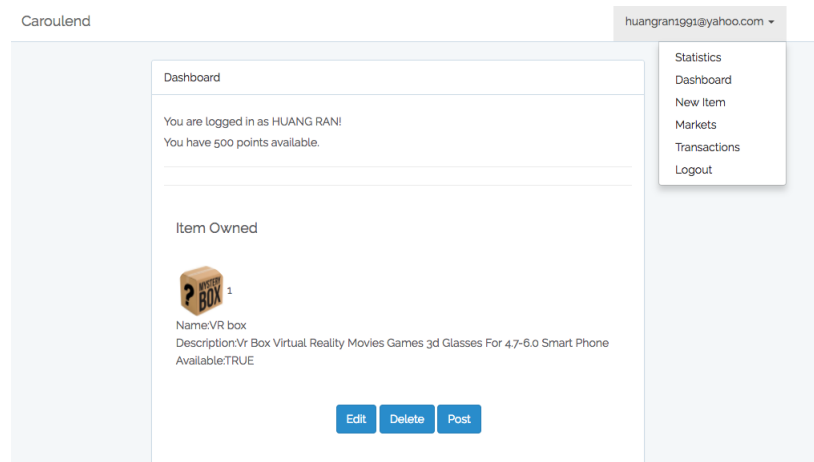 Caroulend
huangran1991@yahoo.com
Statistics
Dashboard
New Item
Markets
Transactions
Logout
Dashboard
You are logged in as HUANG RAN!
You have 500 points available.
Item Owned
? MYSTERY
BOX
1
Name:VR box
Description:Vr Box Virtual Reality Movies Games 3d Glasses For 4.7-6.0 Smart Phone
Available:TRUE
Edit Delete Post